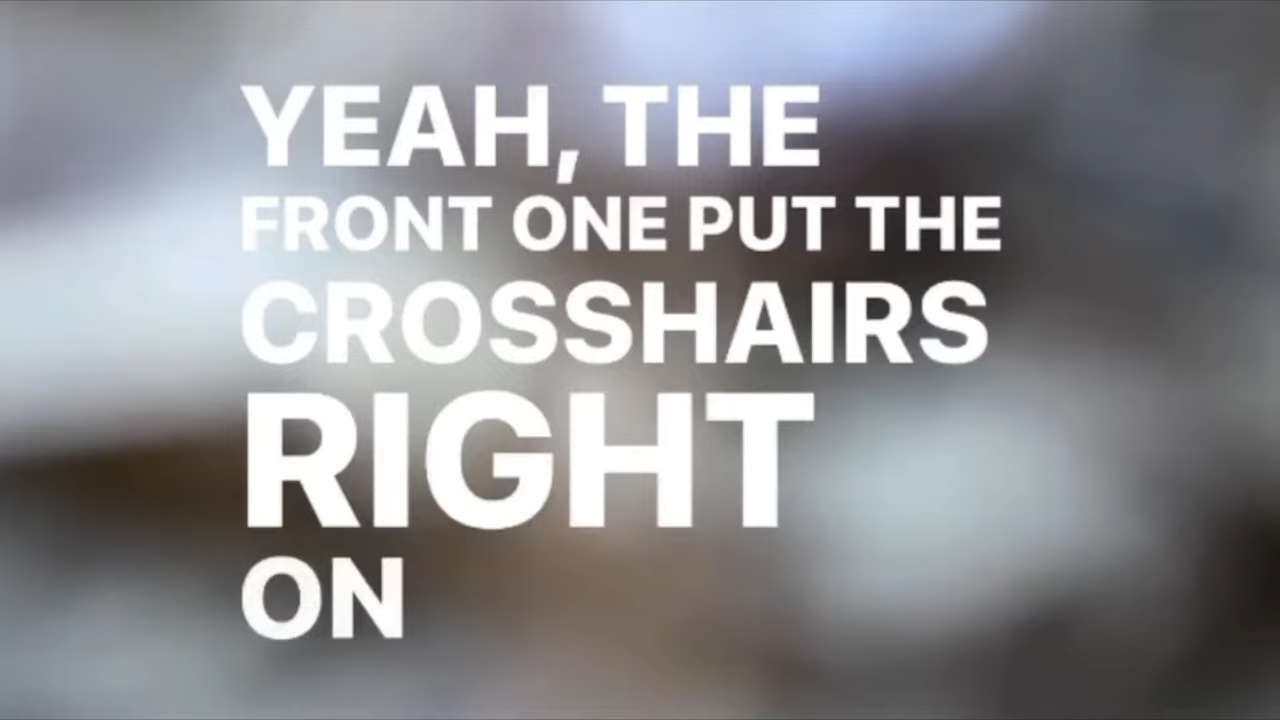 YEAH, THE
FRONT ONE PUT THE
CROSSHAIRS
RIGHT
ON